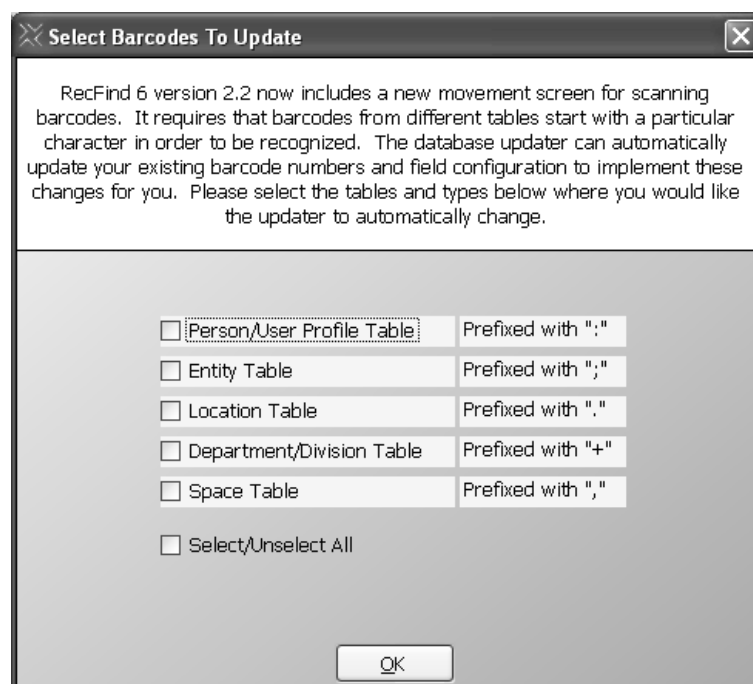 Select Barcodes To Update
RecFind 6 version 2.2 now includes a new movement screen for scanning
barcodes. It requires that barcodes from different tables start with a particular
character in order to be recognized. The database updater can automatically
update your existing barcode numbers and field configuration to implement these
changes for you. Please select the tables and types below where you would like
the updater to automatically change.
Person/User Profile Table Prefixed with ":"
Entity Table Prefixed with ";"
Location Table Prefixed with "."
Department/Division Table Prefixed with "+"
Space Table Prefixed with ","
Select/Unselect All
OK